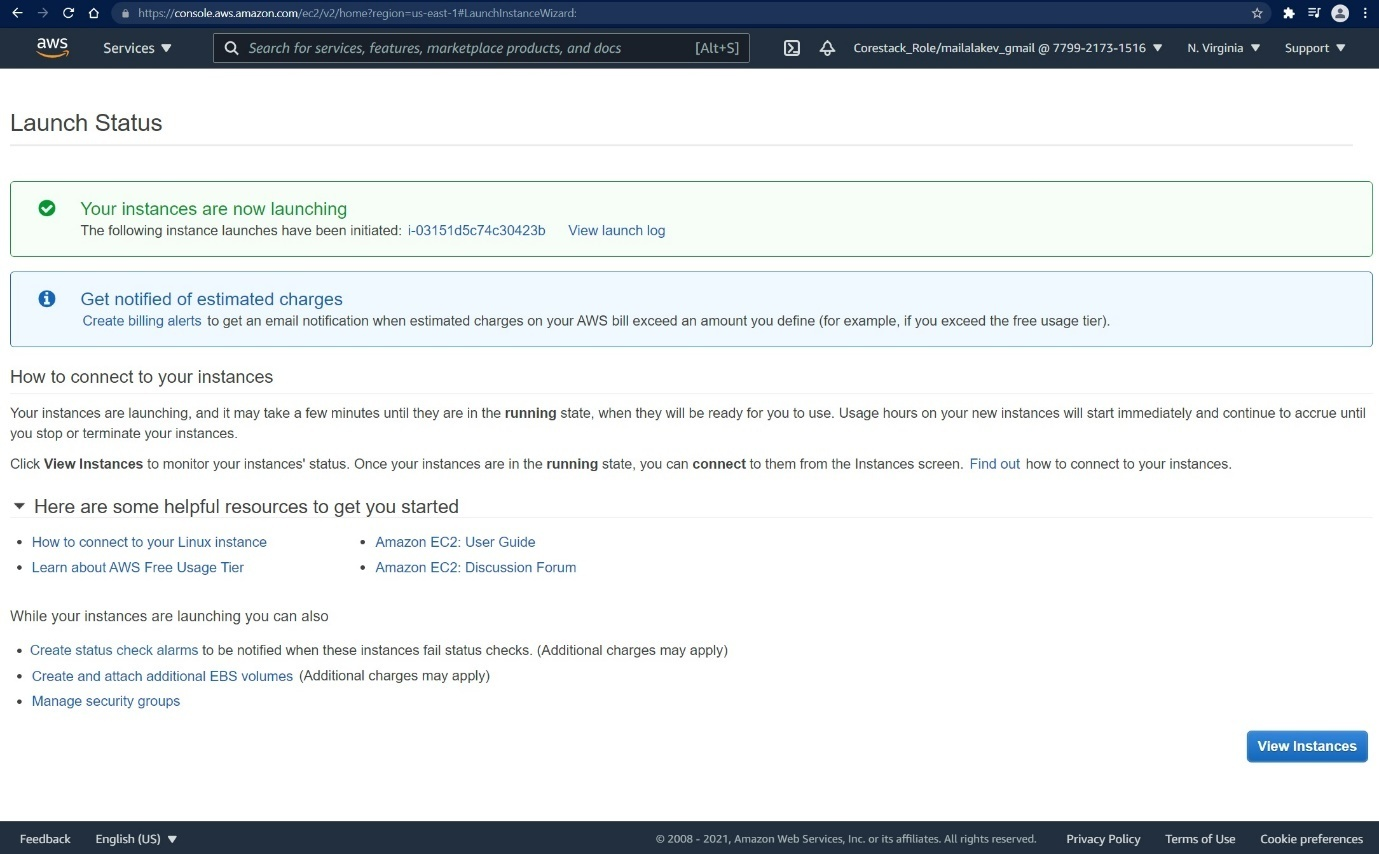 https://console.aws.amazon.com/ec2/v2/home?region=us-east-1#LaunchInstanceWizard:
aws Services Search for services, features, marketplace products, and docs [Alt+S] Corestack_Role/mailalakev_gmail @ 7799-2173-1516 N. Virginia Support
Launch Status
Your instances are now launching
The following instance launches have been initiated: i-03151d5c74c30423b View launch log
Get notified of estimated charges
Create billing alerts to get an email notification when estimated charges on your AWS bill exceed an amount you define (for example, if you exceed the free usage tier).
How to connect to your instances
Your instances are launching, and it may take a few minutes until they are in the running state, when they will be ready for you to use. Usage hours on your new instances will start immediately and continue to accrue until
you stop or terminate your instances.
Click View Instances to monitor your instances' status. Once your instances are in the running state, you can connect to them from the Instances screen. Find out how to connect to your instances.
Here are some helpful resources to get you started
• How to connect to your Linux instance • Amazon EC2: User Guide
• Learn about AWS Free Usage Tier • Amazon EC2: Discussion Forum
While your instances are launching you can also
• Create status check alarms to be notified when these instances fail status checks. (Additional charges may apply)
• Create and attach additional EBS volumes (Additional charges may apply)
• Manage security groups
View Instances
Feedback English (US) © 2008 - 2021, Amazon Web Services, Inc. or its affiliates. All rights reserved. Privacy Policy Terms of Use Cookie preferences